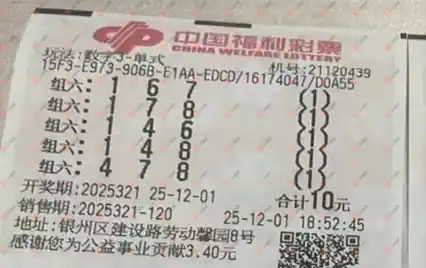 中国福利彩票
CHINA WELFARE LOTTERY
玩法:数字3-单式 机号:21120439
15F3-E973-906B-E1AA-EDCD/16174047/D0A55
组六: 1 6 7 (1)
组六: 1 7 8 (1)
组六: 1 4 6 (1)
组六: 1 4 8 (1)
组六: 4 7 8 (1)
开奖期:2025321 25-12-01 合计10元
销售期:2025321-120 25-12-01 18:52:45
地址:银州区建设路劳动馨园8号
感谢您为公益事业贡献3.40元